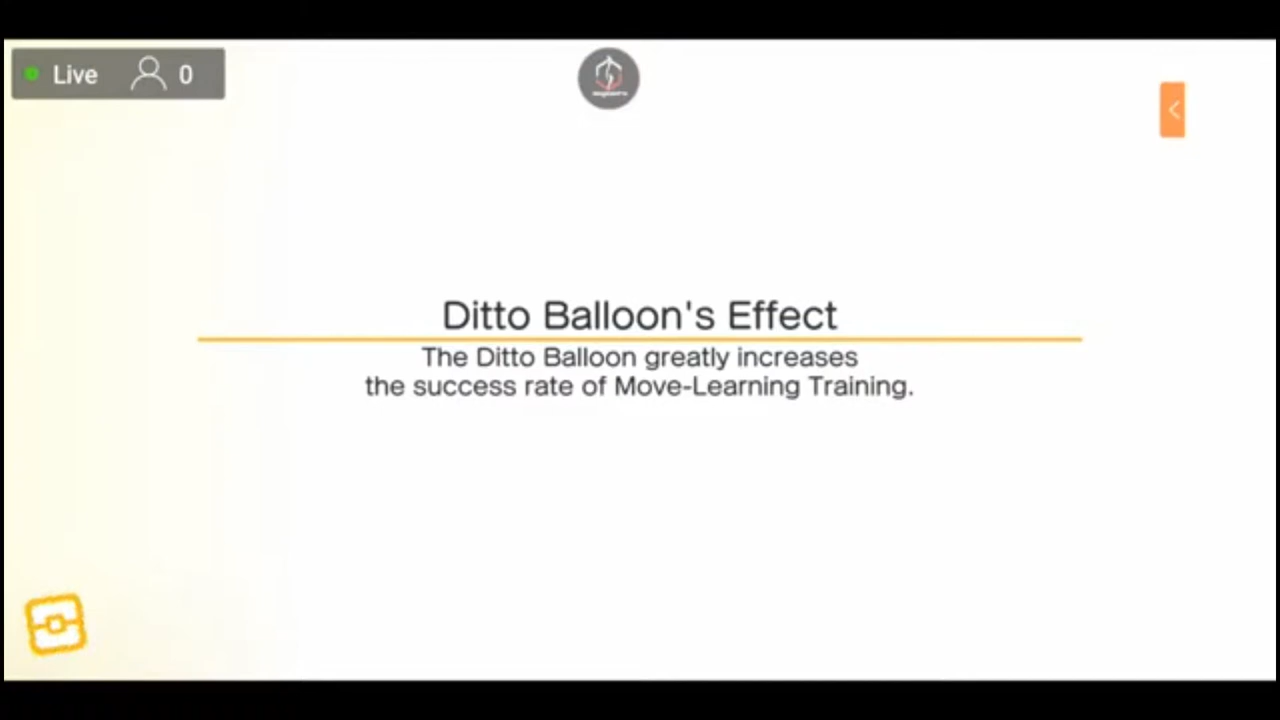 Live 0
Ditto Balloon's Effect
The Ditto Balloon greatly increases
the success rate of Move-Learning Training.